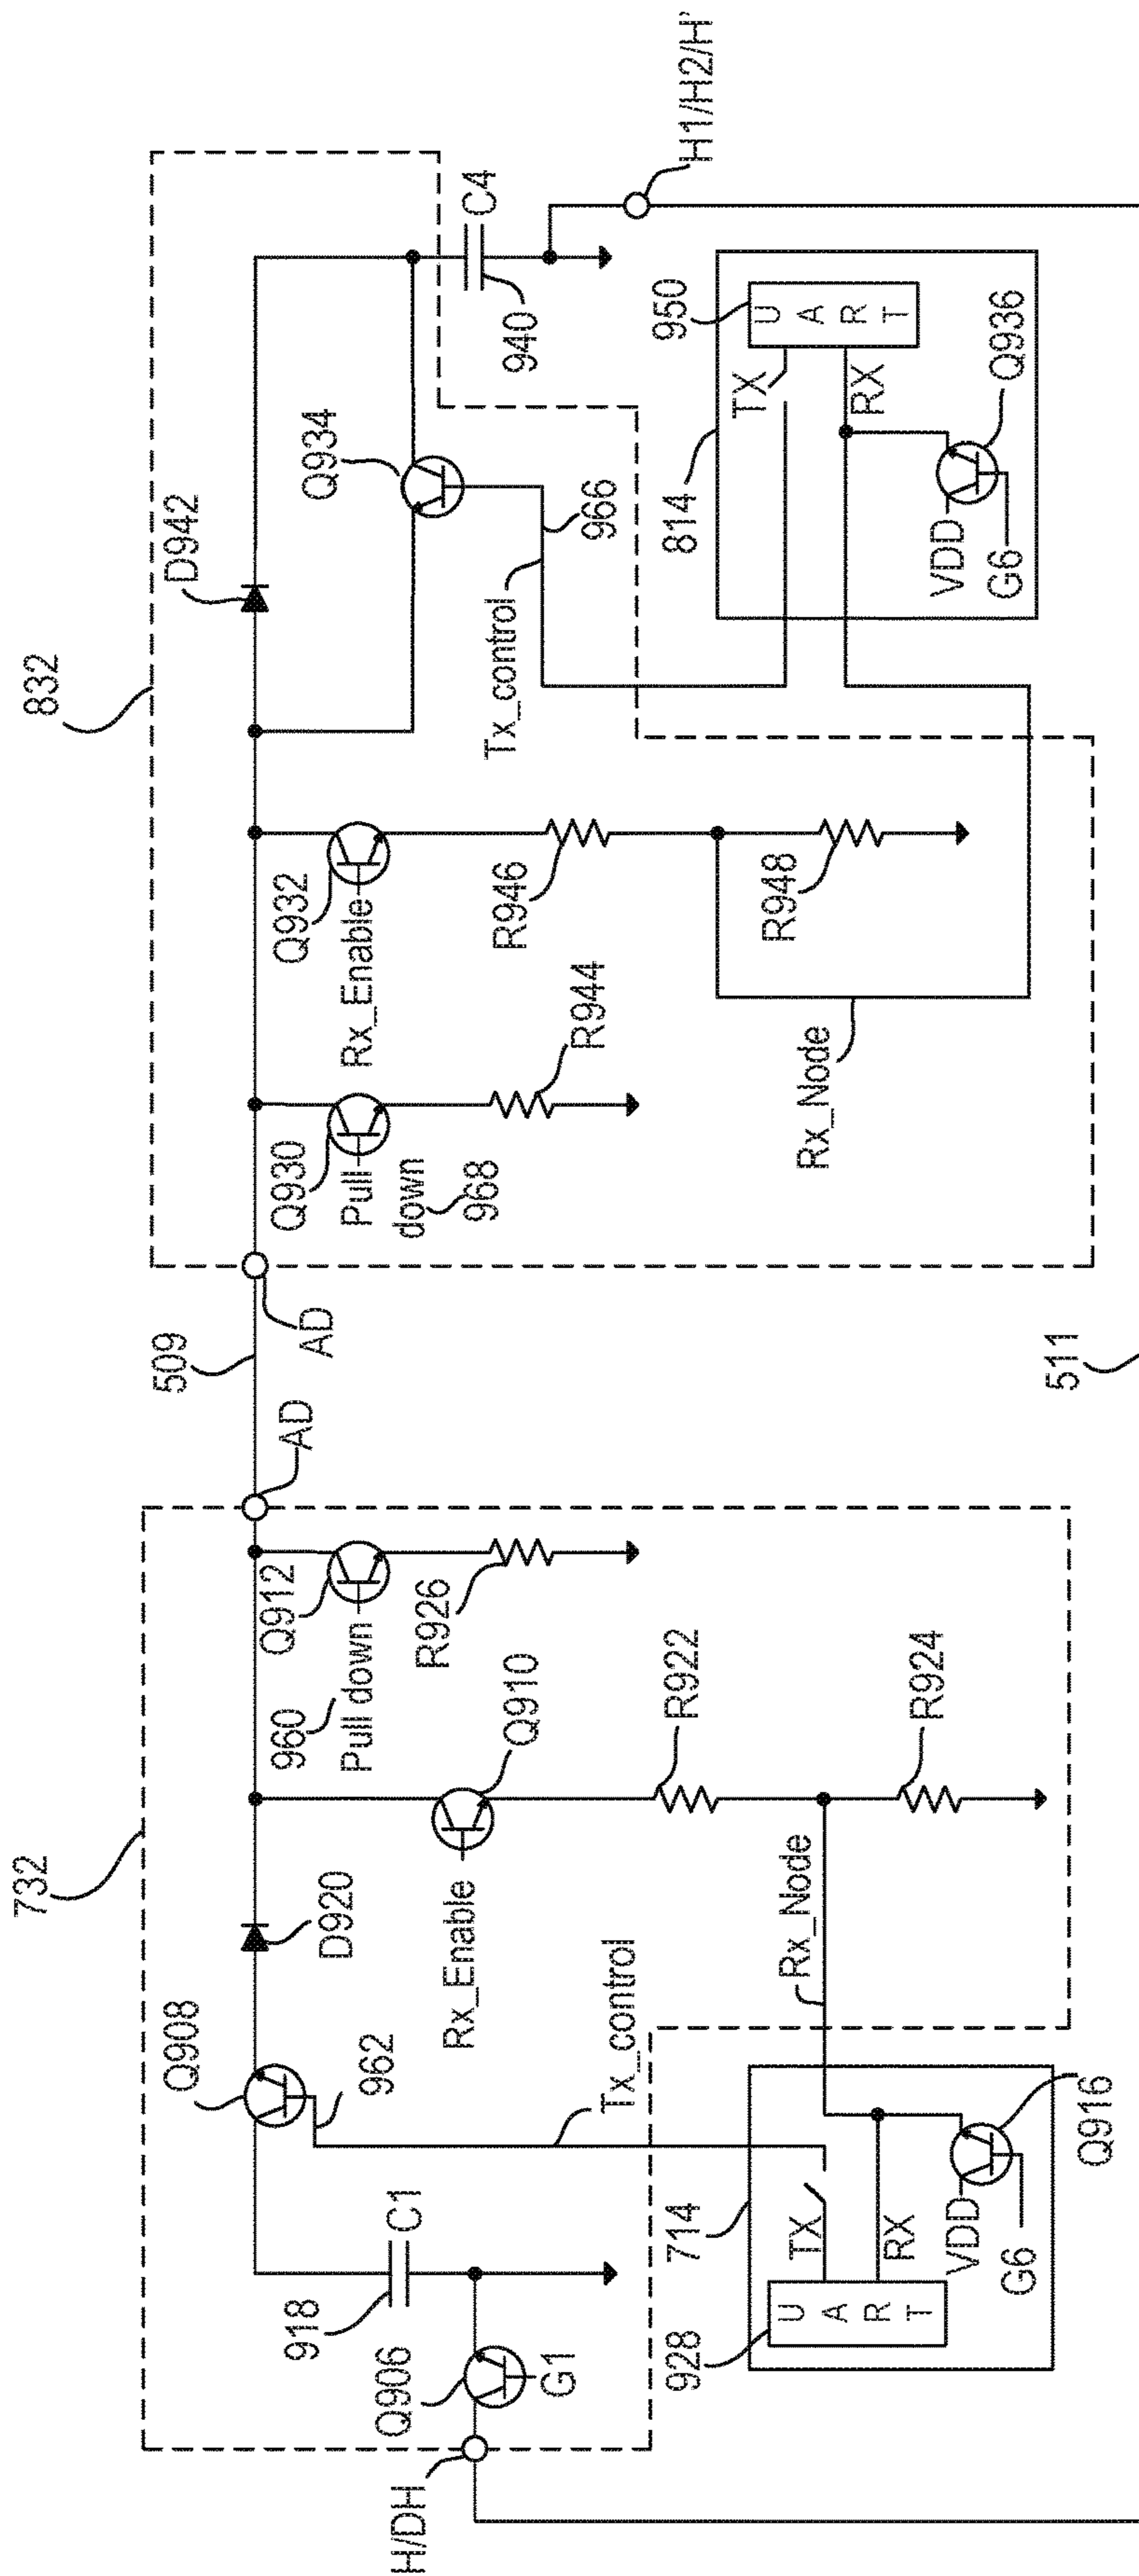 732
832
Q908
D920
960
Pull down
Q912
AD
509
AD
Q930
Pull
down
968
Q932
Rx_Enable
D942
Q934
918
C1
962
Rx_Enable
Q910
R926
R944
R946
Tx_control
966
940
C4
H/DH
Q906
G1
Tx_control
R922
Rx_Node
R924
Rx_Node
R948
H1/H2/H'
714
928
U
A
R
T
TX
RX
VDD
G6
Q916
814
950
U
A
R
T
TX
RX
VDD
G6
Q936
511